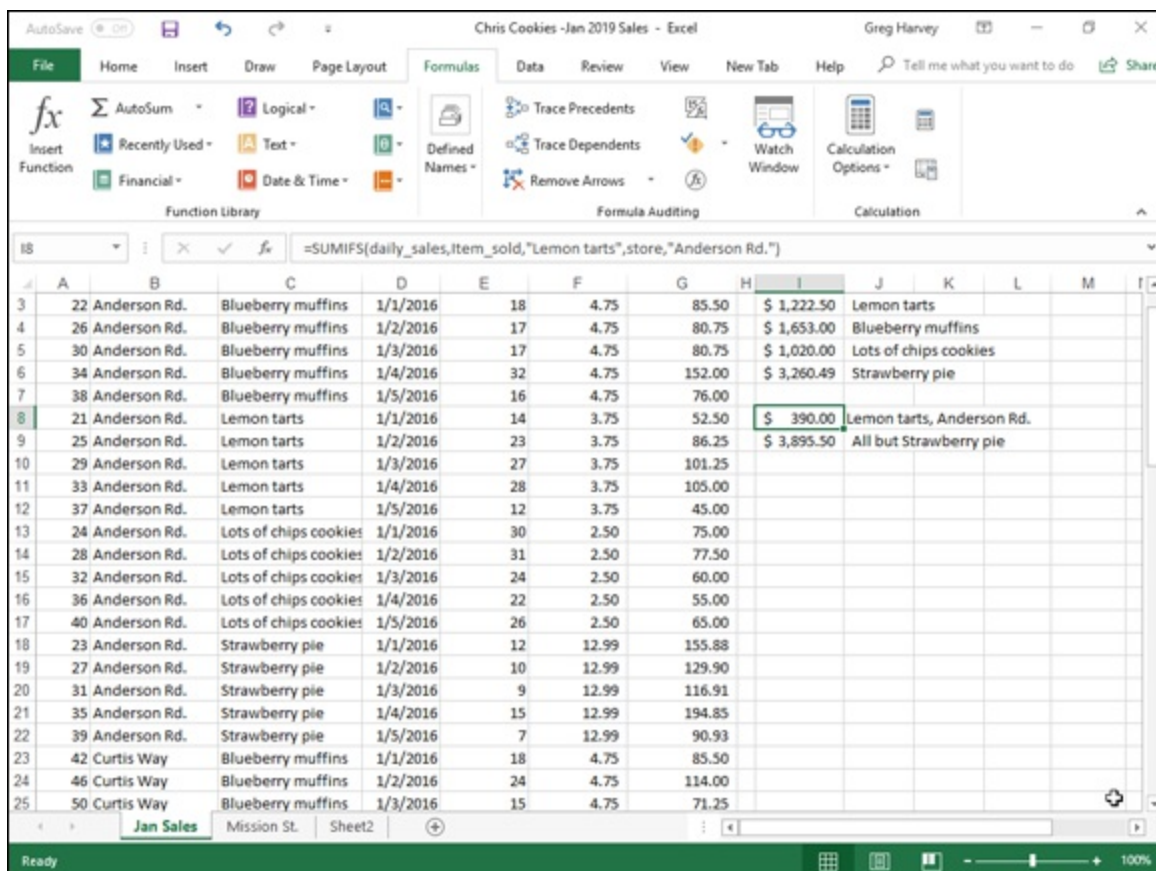 AutoSave Off Chris Cookies -Jan 2019 Sales - Excel Greg Harvey
File Home Insert Draw Page Layout Formulas Data Review View New Tab Help Tell me what you want to do Share
fx Σ AutoSum Logical Trace Precedents
Insert Function Recently Used Text Defined Names Trace Dependents Watch Window Calculation Options
Financial Date & Time Remove Arrows
Function Library Formula Auditing Calculation
I8 fx =SUMIFS(daily_sales,Item_sold,"Lemon tarts",store,"Anderson Rd.")
A B C D E F G H I J K L M
3 22 Anderson Rd. Blueberry muffins 1/1/2016 18 4.75 85.50 $ 1,222.50 Lemon tarts
4 26 Anderson Rd. Blueberry muffins 1/2/2016 17 4.75 80.75 $ 1,653.00 Blueberry muffins
5 30 Anderson Rd. Blueberry muffins 1/3/2016 17 4.75 80.75 $ 1,020.00 Lots of chips cookies
6 34 Anderson Rd. Blueberry muffins 1/4/2016 32 4.75 152.00 $ 3,260.49 Strawberry pie
7 38 Anderson Rd. Blueberry muffins 1/5/2016 16 4.75 76.00
8 21 Anderson Rd. Lemon tarts 1/1/2016 14 3.75 52.50 $ 390.00 Lemon tarts, Anderson Rd.
9 25 Anderson Rd. Lemon tarts 1/2/2016 23 3.75 86.25 $ 3,895.50 All but Strawberry pie
10 29 Anderson Rd. Lemon tarts 1/3/2016 27 3.75 101.25
11 33 Anderson Rd. Lemon tarts 1/4/2016 28 3.75 105.00
12 37 Anderson Rd. Lemon tarts 1/5/2016 12 3.75 45.00
13 24 Anderson Rd. Lots of chips cookies 1/1/2016 30 2.50 75.00
14 28 Anderson Rd. Lots of chips cookies 1/2/2016 31 2.50 77.50
15 32 Anderson Rd. Lots of chips cookies 1/3/2016 24 2.50 60.00
16 36 Anderson Rd. Lots of chips cookies 1/4/2016 22 2.50 55.00
17 40 Anderson Rd. Lots of chips cookies 1/5/2016 26 2.50 65.00
18 23 Anderson Rd. Strawberry pie 1/1/2016 12 12.99 155.88
19 27 Anderson Rd. Strawberry pie 1/2/2016 10 12.99 129.90
20 31 Anderson Rd. Strawberry pie 1/3/2016 9 12.99 116.91
21 35 Anderson Rd. Strawberry pie 1/4/2016 15 12.99 194.85
22 39 Anderson Rd. Strawberry pie 1/5/2016 7 12.99 90.93
23 42 Curtis Way Blueberry muffins 1/1/2016 18 4.75 85.50
24 46 Curtis Way Blueberry muffins 1/2/2016 24 4.75 114.00
25 50 Curtis Way Blueberry muffins 1/3/2016 15 4.75 71.25
Jan Sales Mission St. Sheet2
Ready 100%